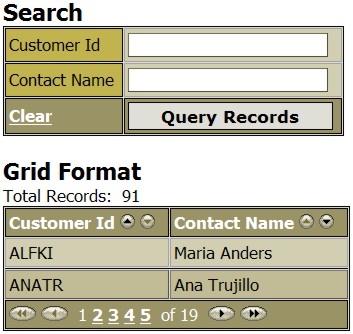 Search
Customer Id
Contact Name
Clear Query Records
Grid Format
Total Records: 91
Customer Id Contact Name
ALFKI Maria Anders
ANATR Ana Trujillo
1 2 3 4 5 of 19